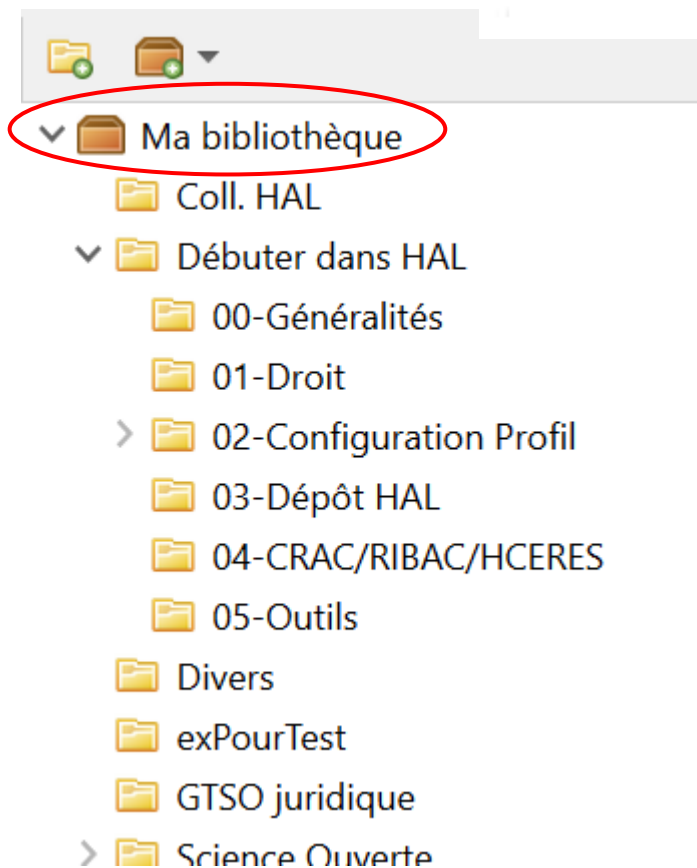 Ma bibliothèque
Coll. HAL
Débuter dans HAL
00-Généralités
01-Droit
02-Configuration Profil
03-Dépôt HAL
04-CRAC/RIBAC/HCERES
05-Outils
Divers
exPourTest
GTSO juridique
Science Ouverte